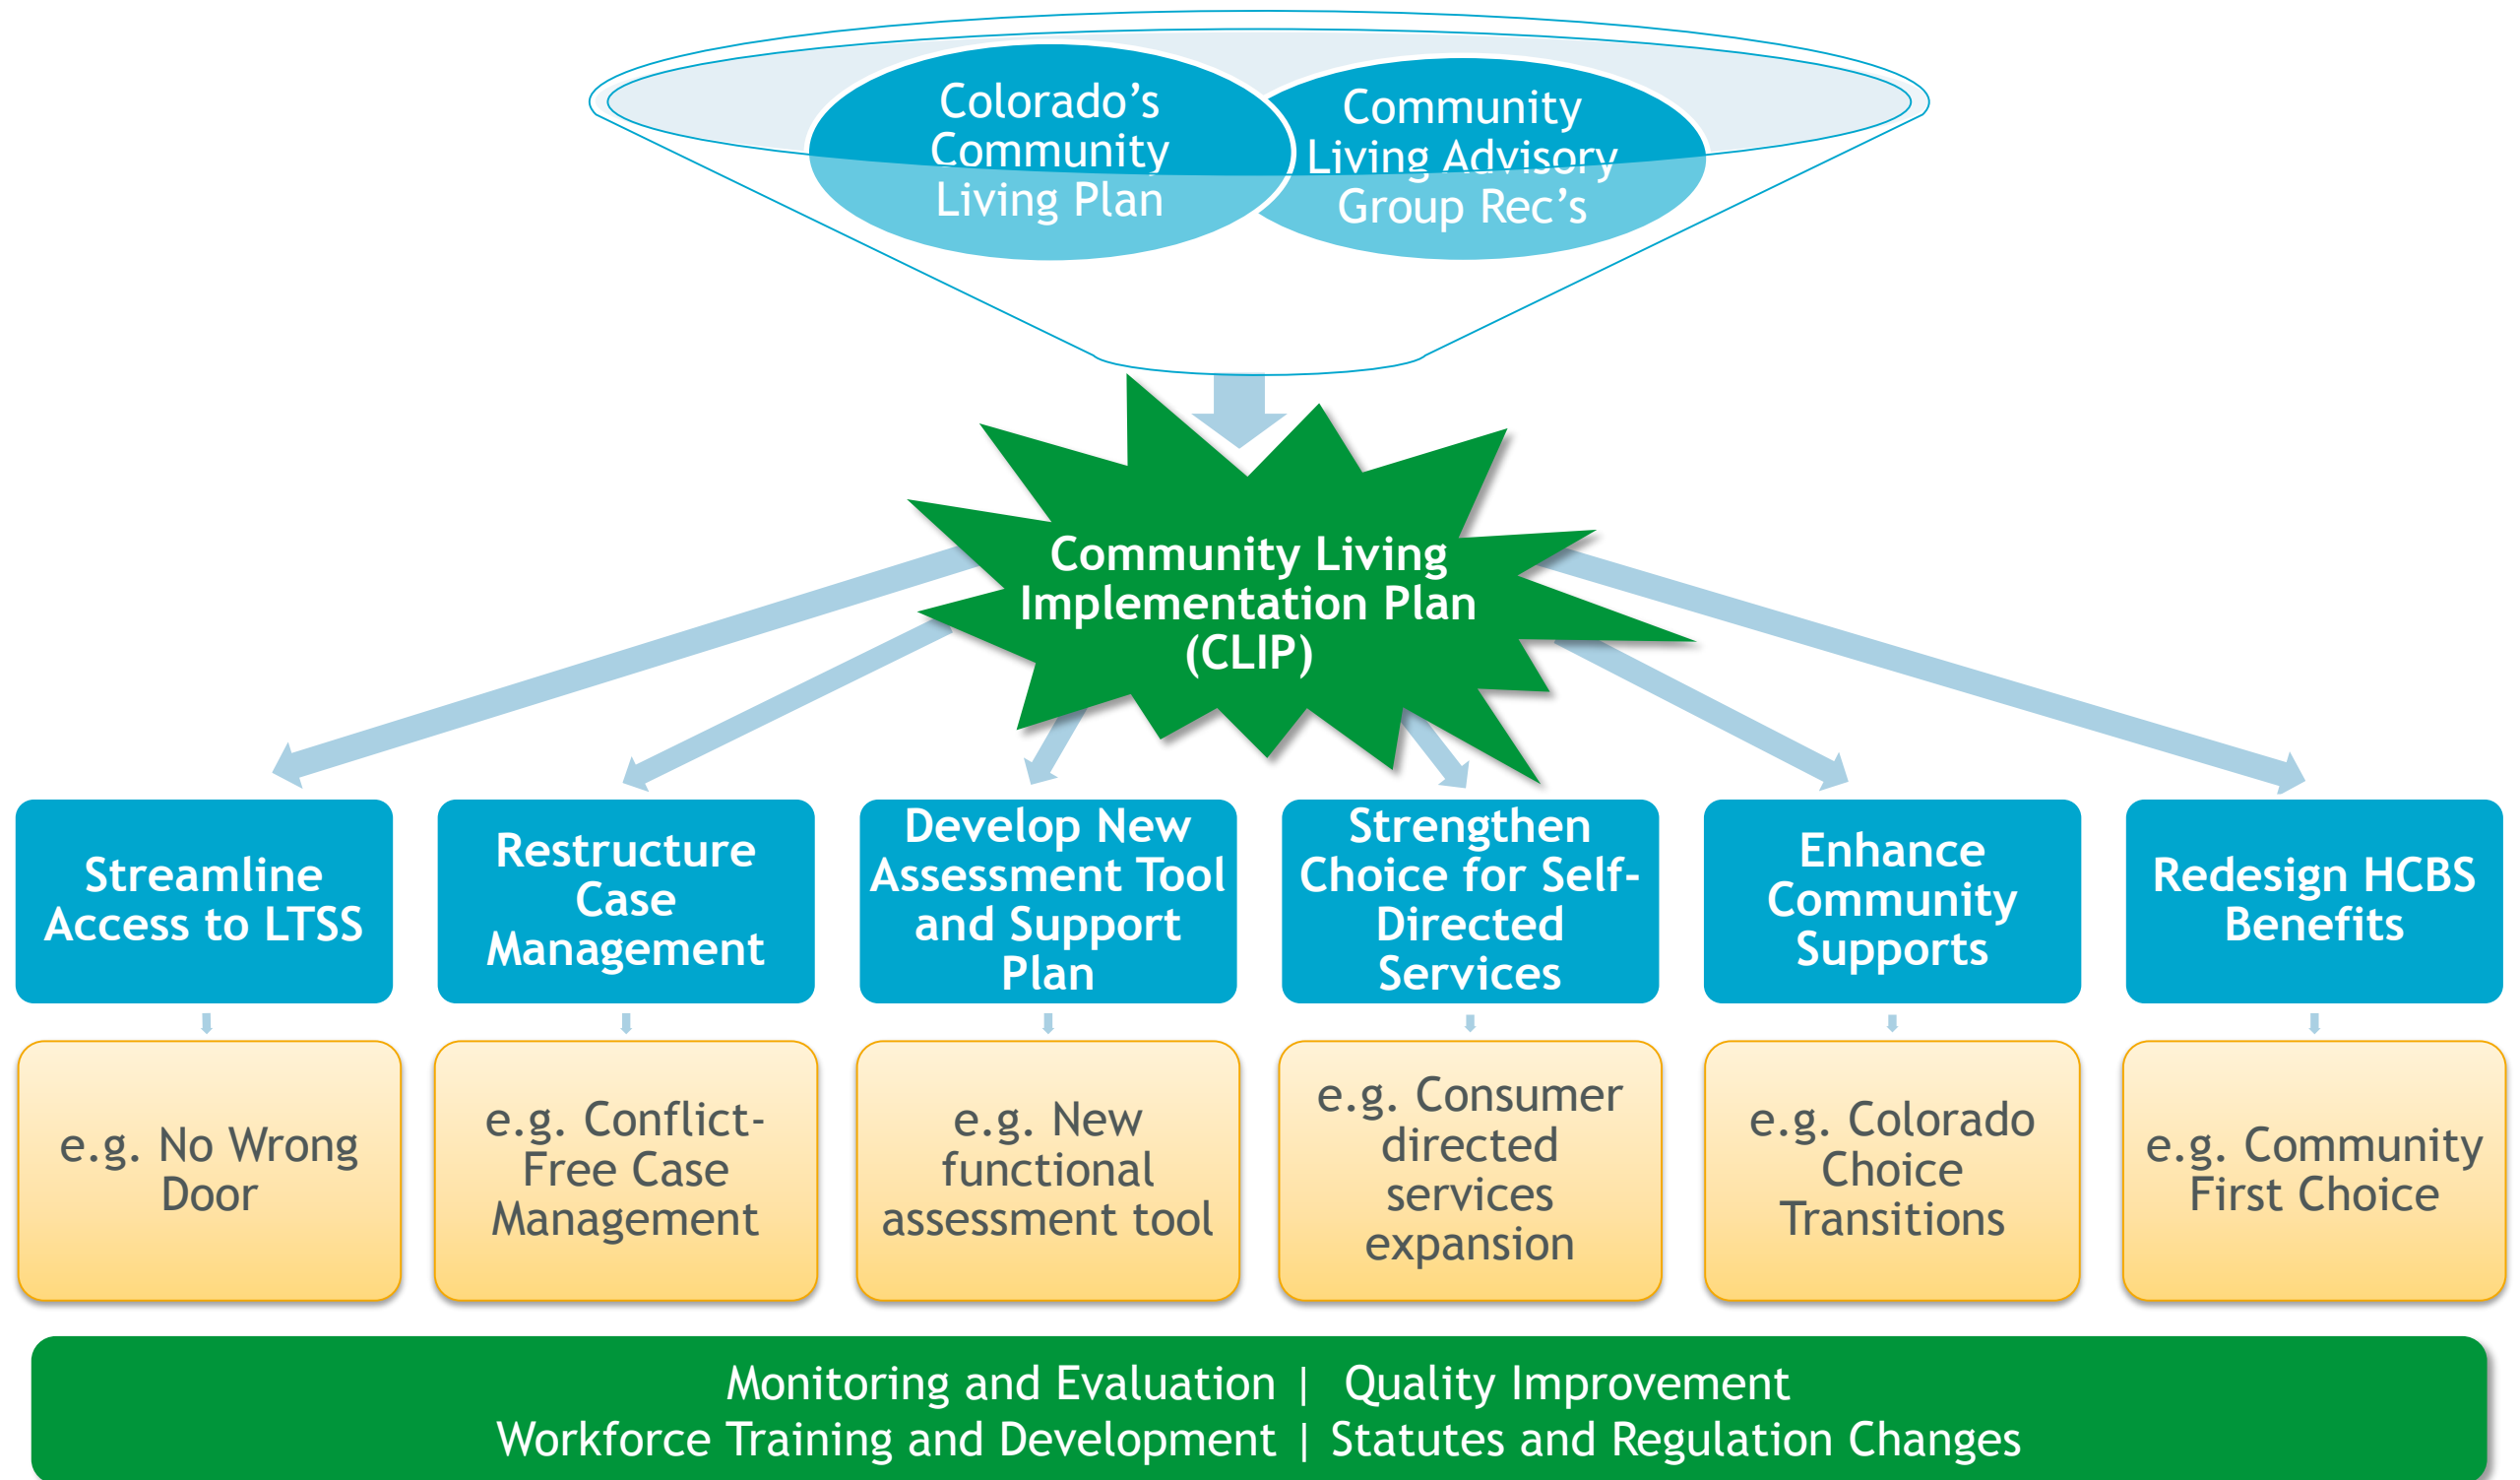 Colorado’s
Community
Living Plan
Community
Living Advisory
Group Rec’s
Community Living
Implementation Plan
(CLIP)
Streamline
Access to LTSS
Restructure
Case
Management
Develop New
Assessment Tool
and Support
Plan
Strengthen
Choice for Self-
Directed
Services
Enhance
Community
Supports
Redesign HCBS
Benefits
e.g. No Wrong
Door
e.g. Conflict-
Free Case
Management
e.g. New
functional
assessment tool
e.g. Consumer
directed
services
expansion
e.g. Colorado
Choice
Transitions
e.g. Community
First Choice
Monitoring and Evaluation | Quality Improvement
Workforce Training and Development | Statutes and Regulation Changes